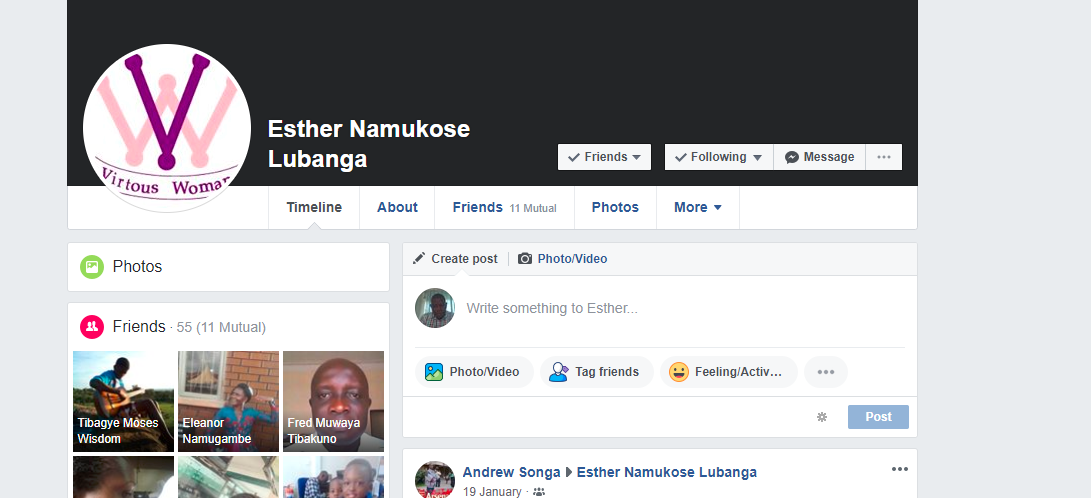 Virtous Woman
Esther Namukose
Lubanga
Friends
Following
Message
Timeline
About
Friends 11 Mutual
Photos
More
Photos
Create post
Photo/Video
Write something to Esther...
Photo/Video
Tag friends
Feeling/Activ...
Post
Friends · 55 (11 Mutual)
Tibagye Moses
Wisdom
Eleanor
Namugambe
Fred Muwaya
Tibakuno
Andrew Songa Esther Namukose Lubanga
19 January ·